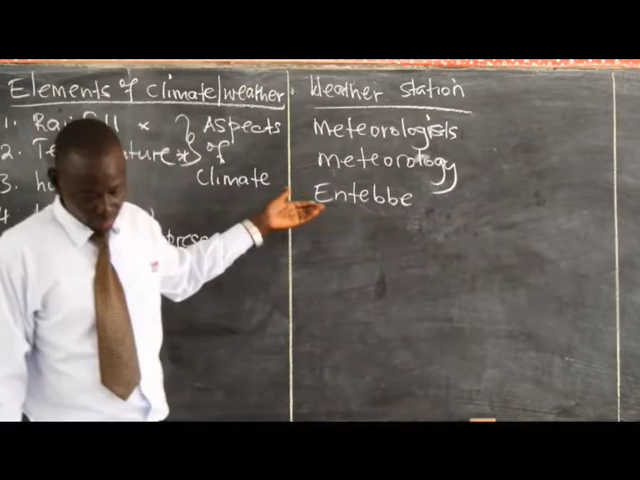 Elements of climate/weather
1. Rainfall × Aspects
2. Temperature * of
3. Climate
4.
Weather station
Meteorologists
meteorology
Entebbe